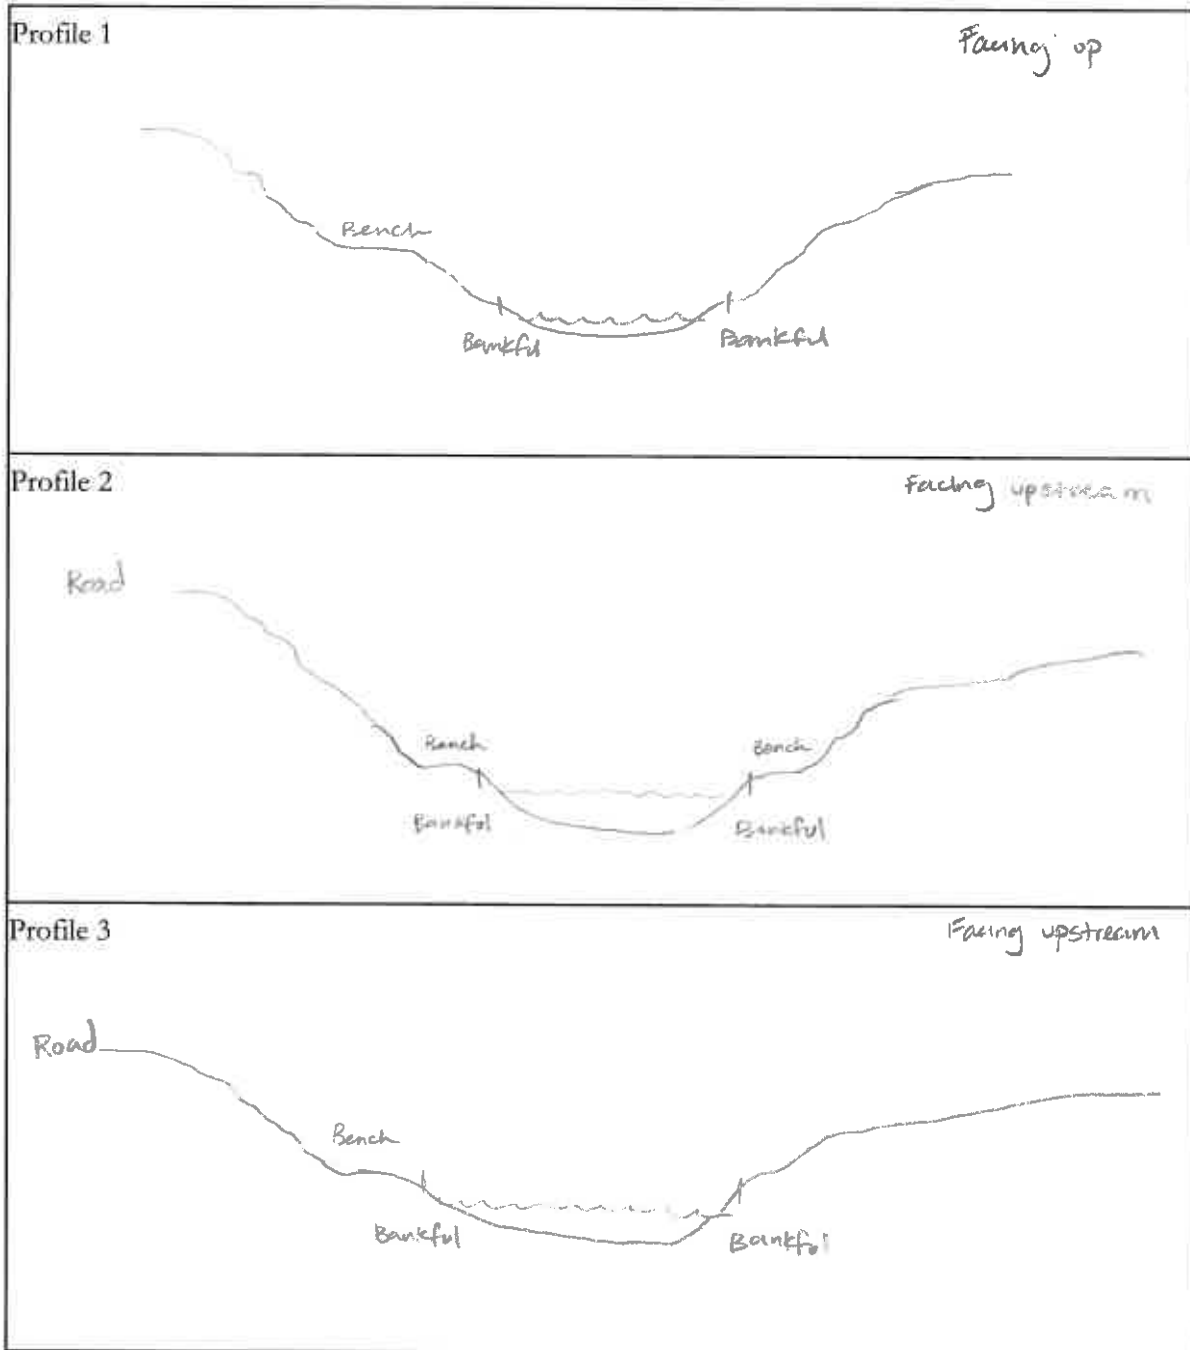 Profile 1
Facing up
Bench
Bankful
Bankful
Profile 2
Facing upstream
Road
Bench
Bench
Bankful
Bankful
Profile 3
Facing upstream
Road
Bench
Bankful
Bankful